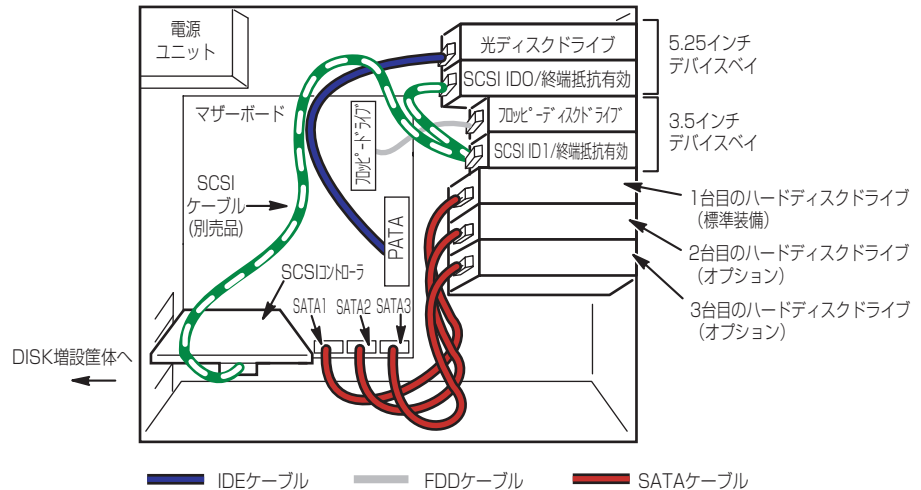 電源
ユニット
光ディスクドライブ
SCSI ID0/終端抵抗有効
5.25インチ
デバイスベイ
マザーボード
フロッピードライブ
フロッピーディスクドライブ
SCSI ID1/終端抵抗有効
3.5インチ
デバイスベイ
SCSI
ケーブル
(別売品)
PATA
1台目のハードディスクドライブ
(標準装備)
2台目のハードディスクドライブ
(オプション)
3台目のハードディスクドライブ
(オプション)
SCSIコントローラ
SATA1
SATA2
SATA3
DISK増設筐体へ
IDEケーブル
FDDケーブル
SATAケーブル